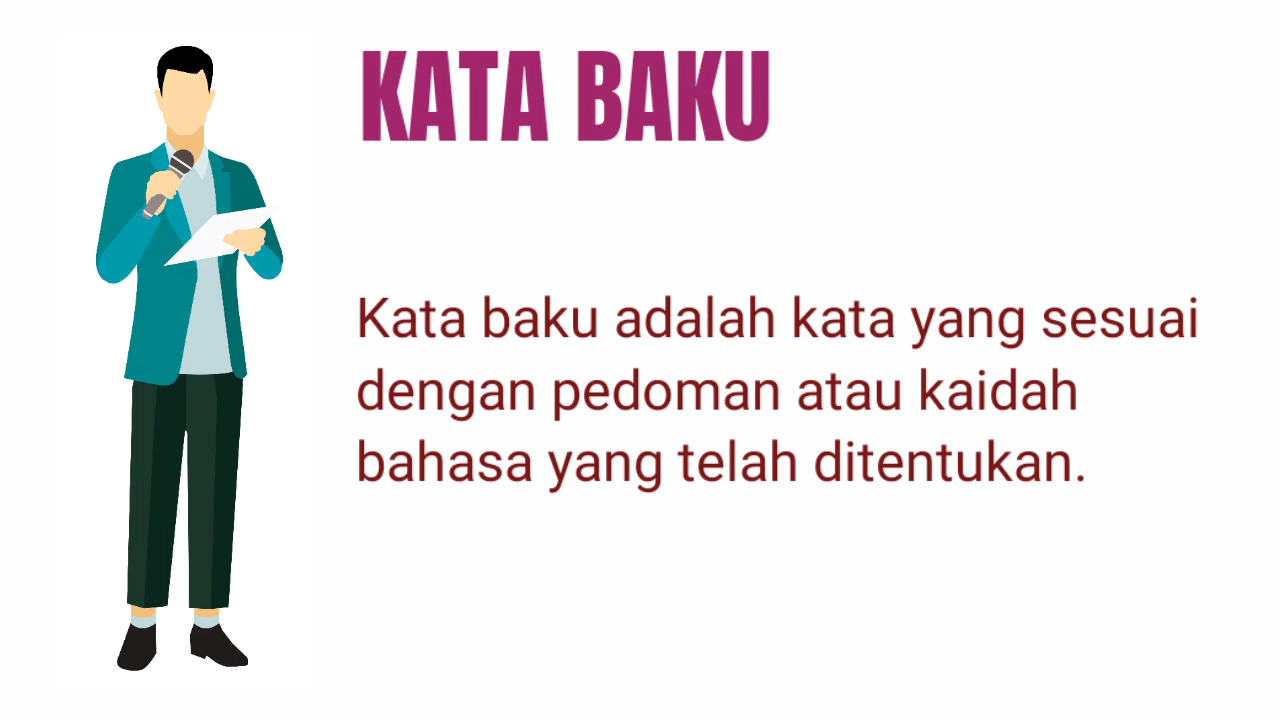 KATA BAKU
Kata baku adalah kata yang sesuai
dengan pedoman atau kaidah
bahasa yang telah ditentukan.